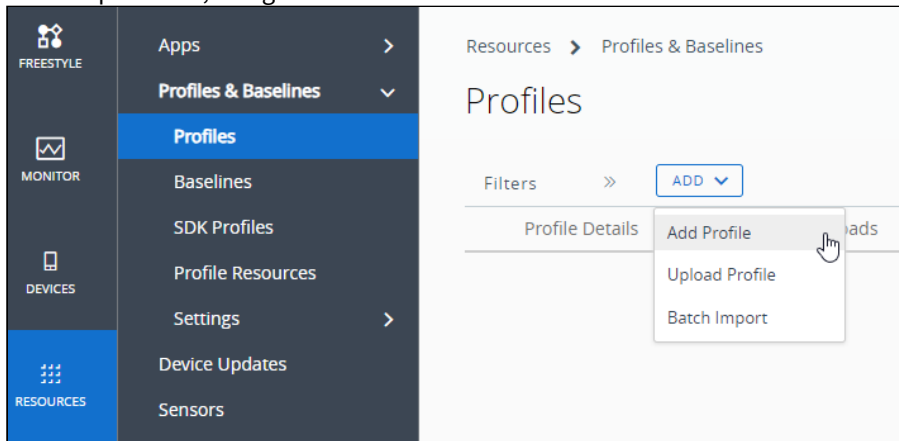 FREESTYLE
MONITOR
DEVICES
RESOURCES
Apps
Profiles & Baselines
Profiles
Baselines
SDK Profiles
Profile Resources
Settings
Device Updates
Sensors
Resources > Profiles & Baselines
Profiles
Filters » ADD
Profile Details
Add Profile
Upload Profile
Batch Import